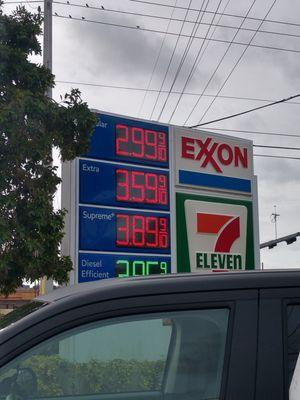 ular
2.99 9/10
EXXON
Extra
3.59 9/10
Supreme+
3.89 9/10
7
ELEVEN
Diesel
Efficient